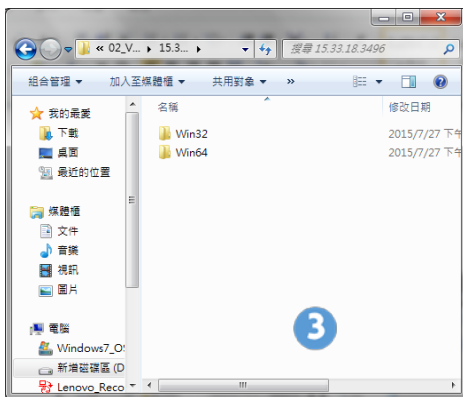 « 02_V... ▸ 15.3... ▸
搜尋 15.33.18.3496
組合管理 加入至媒體櫃 共用對象 »
名稱 修改日期
我的最愛
下載
桌面
最近的位置
媒體櫃
文件
音樂
視訊
圖片
電腦
Windows7_OS
新增磁碟區 (D
Lenovo_Reco
Win32 2015/7/27 下午
Win64 2015/7/27 下午
3